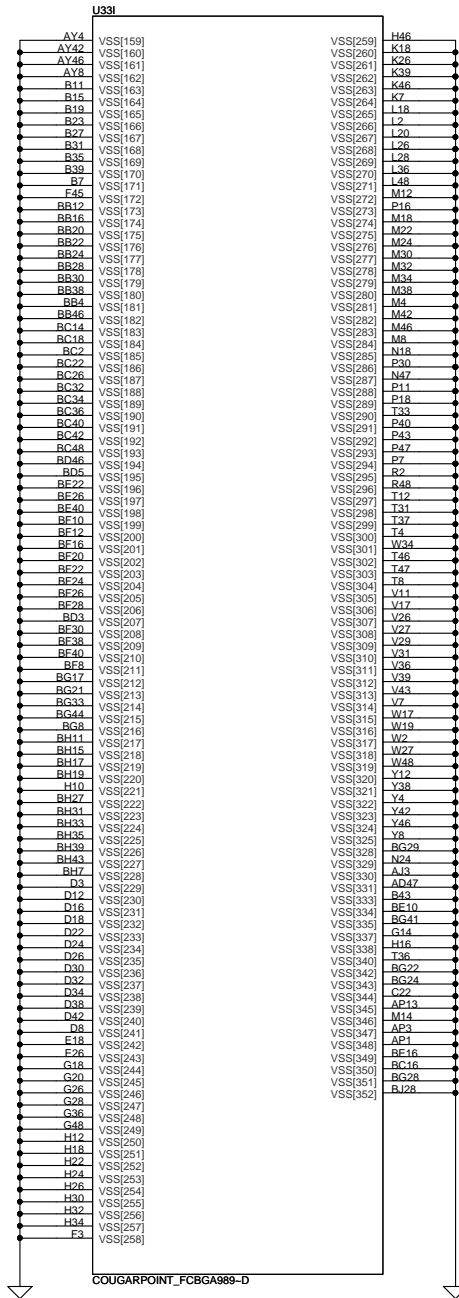 U33I
AY4 VSS[159] VSS[259] H46
AY42 VSS[160] VSS[260] K18
AY46 VSS[161] VSS[261] K26
AY8 VSS[162] VSS[262] K39
B11 VSS[163] VSS[263] K46
B15 VSS[164] VSS[264] K7
B19 VSS[165] VSS[265] L18
B23 VSS[166] VSS[266] L2
B27 VSS[167] VSS[267] L20
B31 VSS[168] VSS[268] L26
B35 VSS[169] VSS[269] L28
B39 VSS[170] VSS[270] L36
B7 VSS[171] VSS[271] L48
F45 VSS[172] VSS[272] M12
BB12 VSS[173] VSS[273] P16
BB16 VSS[174] VSS[274] M18
BB20 VSS[175] VSS[275] M22
BB22 VSS[176] VSS[276] M24
BB24 VSS[177] VSS[277] M30
BB28 VSS[178] VSS[278] M32
BB30 VSS[179] VSS[279] M34
BB38 VSS[180] VSS[280] M38
BB4 VSS[181] VSS[281] M4
BB46 VSS[182] VSS[282] M42
BC14 VSS[183] VSS[283] M46
BC18 VSS[184] VSS[284] M8
BC2 VSS[185] VSS[285] N18
BC22 VSS[186] VSS[286] P30
BC26 VSS[187] VSS[287] N47
BC32 VSS[188] VSS[288] P11
BC34 VSS[189] VSS[289] P18
BC36 VSS[190] VSS[290] T33
BC40 VSS[191] VSS[291] P40
BC42 VSS[192] VSS[292] P43
BC48 VSS[193] VSS[293] P47
BD46 VSS[194] VSS[294] P7
BD5 VSS[195] VSS[295] R2
BE22 VSS[196] VSS[296] R48
BE26 VSS[197] VSS[297] T12
BE40 VSS[198] VSS[298] T31
BF10 VSS[199] VSS[299] T37
BF12 VSS[200] VSS[300] T4
BF16 VSS[201] VSS[301] W34
BF20 VSS[202] VSS[302] T46
BF22 VSS[203] VSS[303] T47
BF24 VSS[204] VSS[304] T8
BF26 VSS[205] VSS[305] V11
BF28 VSS[206] VSS[306] V17
BD3 VSS[207] VSS[307] V26
BF30 VSS[208] VSS[308] V27
BF38 VSS[209] VSS[309] V29
BF40 VSS[210] VSS[310] V31
BF8 VSS[211] VSS[311] V36
BG17 VSS[212] VSS[312] V39
BG21 VSS[213] VSS[313] V43
BG33 VSS[214] VSS[314] V7
BG44 VSS[215] VSS[315] W17
BG8 VSS[216] VSS[316] W19
BH11 VSS[217] VSS[317] W2
BH15 VSS[218] VSS[318] W27
BH17 VSS[219] VSS[319] W48
BH19 VSS[220] VSS[320] Y12
H10 VSS[221] VSS[321] Y38
BH27 VSS[222] VSS[322] Y4
BH31 VSS[223] VSS[323] Y42
BH33 VSS[224] VSS[324] Y46
BH35 VSS[225] VSS[325] Y8
BH39 VSS[226] VSS[328] BG29
BH43 VSS[227] VSS[329] N24
BH7 VSS[228] VSS[330] AJ3
D3 VSS[229] VSS[331] AD47
D12 VSS[230] VSS[333] B43
D16 VSS[231] VSS[334] BE10
D18 VSS[232] VSS[335] BG41
D22 VSS[233] VSS[337] G14
D24 VSS[234] VSS[338] H16
D26 VSS[235] VSS[340] T36
D30 VSS[236] VSS[342] BG22
D32 VSS[237] VSS[343] BG24
D34 VSS[238] VSS[344] C22
D38 VSS[239] VSS[345] AP13
D42 VSS[240] VSS[346] M14
D8 VSS[241] VSS[347] AP3
E18 VSS[242] VSS[348] AP1
E26 VSS[243] VSS[349] BE16
G18 VSS[244] VSS[350] BC16
G20 VSS[245] VSS[351] BG28
G26 VSS[246] VSS[352] BJ28
G28 VSS[247]
G36 VSS[248]
G48 VSS[249]
H12 VSS[250]
H18 VSS[251]
H22 VSS[252]
H24 VSS[253]
H26 VSS[254]
H30 VSS[255]
H32 VSS[256]
H34 VSS[257]
F3 VSS[258]
COUGARPOINT_FCBGA989~D